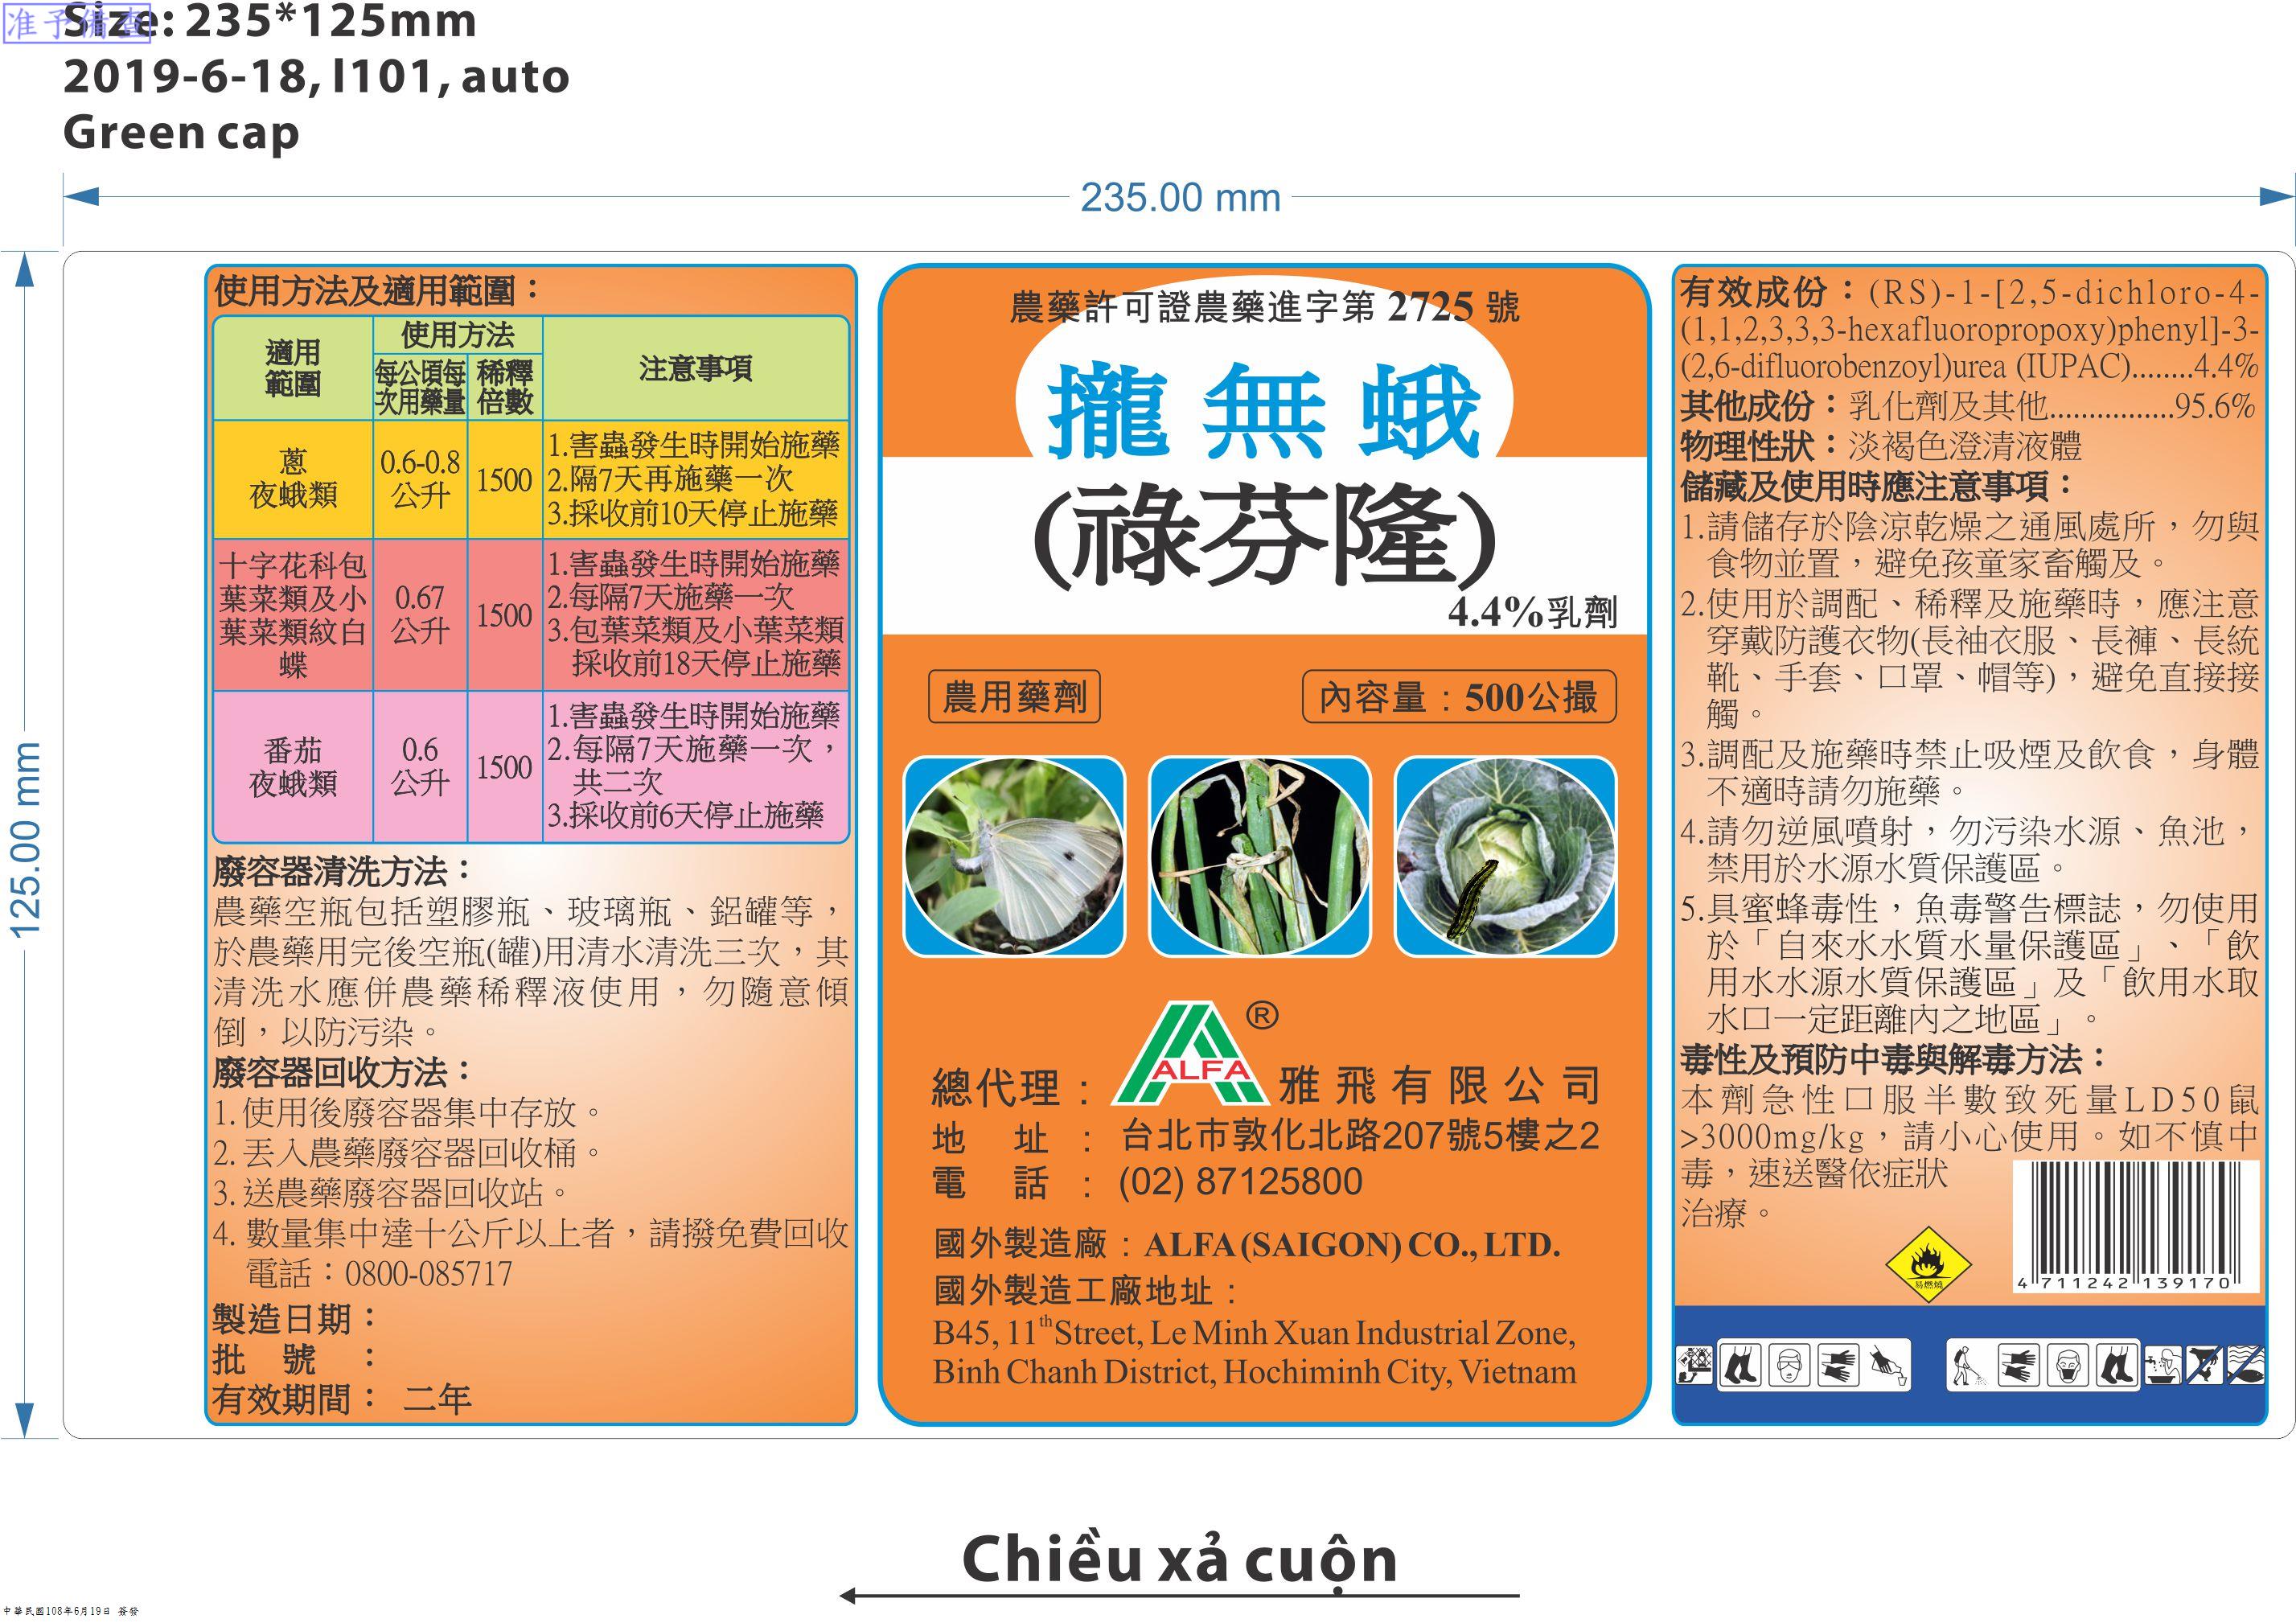 准予備查
Size: 235*125mm
2019-6-18, l101, auto
Green cap
235.00 mm
125.00 mm
使用方法及適用範圍：
適用
範圍
使用方法
每公頃每
次用藥量
稀釋
倍數
注意事項
蔥
夜蛾類
0.6-0.8
公升
1500
1.害蟲發生時開始施藥
2.隔7天再施藥一次
3.採收前10天停止施藥
十字花科包
葉菜類及小
葉菜類紋白
蝶
0.67
公升
1500
1.害蟲發生時開始施藥
2.每隔7天施藥一次
3.包葉菜類及小葉菜類
採收前18天停止施藥
番茄
夜蛾類
0.6
公升
1500
1.害蟲發生時開始施藥
2.每隔7天施藥一次，
共二次
3.採收前6天停止施藥
廢容器清洗方法：
農藥空瓶包括塑膠瓶、玻璃瓶、鋁罐等，
於農藥用完後空瓶(罐)用清水清洗三次，其
清洗水應併農藥稀釋液使用，勿隨意傾
倒，以防污染。
廢容器回收方法：
1. 使用後廢容器集中存放。
2. 丟入農藥廢容器回收桶。
3. 送農藥廢容器回收站。
4. 數量集中達十公斤以上者，請撥免費回收
電話：0800-085717
製造日期：
批 號 ：
有效期間： 二年
農藥許可證農藥進字第 2725 號
攏無蛾
(祿芬隆)
4.4%乳劑
農用藥劑
內容量：500公撮
ALFA
®
總代理： 雅飛有限公司
地 址 ：台北市敦化北路207號5樓之2
電 話 ：(02) 87125800
國外製造廠：ALFA (SAIGON) CO., LTD.
國外製造工廠地址：
B45, 11th Street, Le Minh Xuan Industrial Zone,
Binh Chanh District, Hochiminh City, Vietnam
有效成份：(RS)-1-[2,5-dichloro-4-
(1,1,2,3,3,3-hexafluoropropoxy)phenyl]-3-
(2,6-difluorobenzoyl)urea (IUPAC)........4.4%
其他成份：乳化劑及其他................95.6%
物理性狀：淡褐色澄清液體
儲藏及使用時應注意事項：
1.請儲存於陰涼乾燥之通風處所，勿與
食物並置，避免孩童家畜觸及。
2.使用於調配、稀釋及施藥時，應注意
穿戴防護衣物(長袖衣服、長褲、長統
靴、手套、口罩、帽等)，避免直接接
觸。
3.調配及施藥時禁止吸煙及飲食，身體
不適時請勿施藥。
4.請勿逆風噴射，勿污染水源、魚池，
禁用於水源水質保護區。
5.具蜜蜂毒性，魚毒警告標誌，勿使用
於「自來水水質水量保護區」、「飲
用水水源水質保護區」及「飲用水取
水口一定距離內之地區」。
毒性及預防中毒與解毒方法：
本劑急性口服半數致死量LD50鼠
>3000mg/kg，請小心使用。如不慎中
毒，速送醫依症狀
治療。
易燃燒
4 711242 139170
Chiều xả cuộn
中華民國108年6月19日 簽發